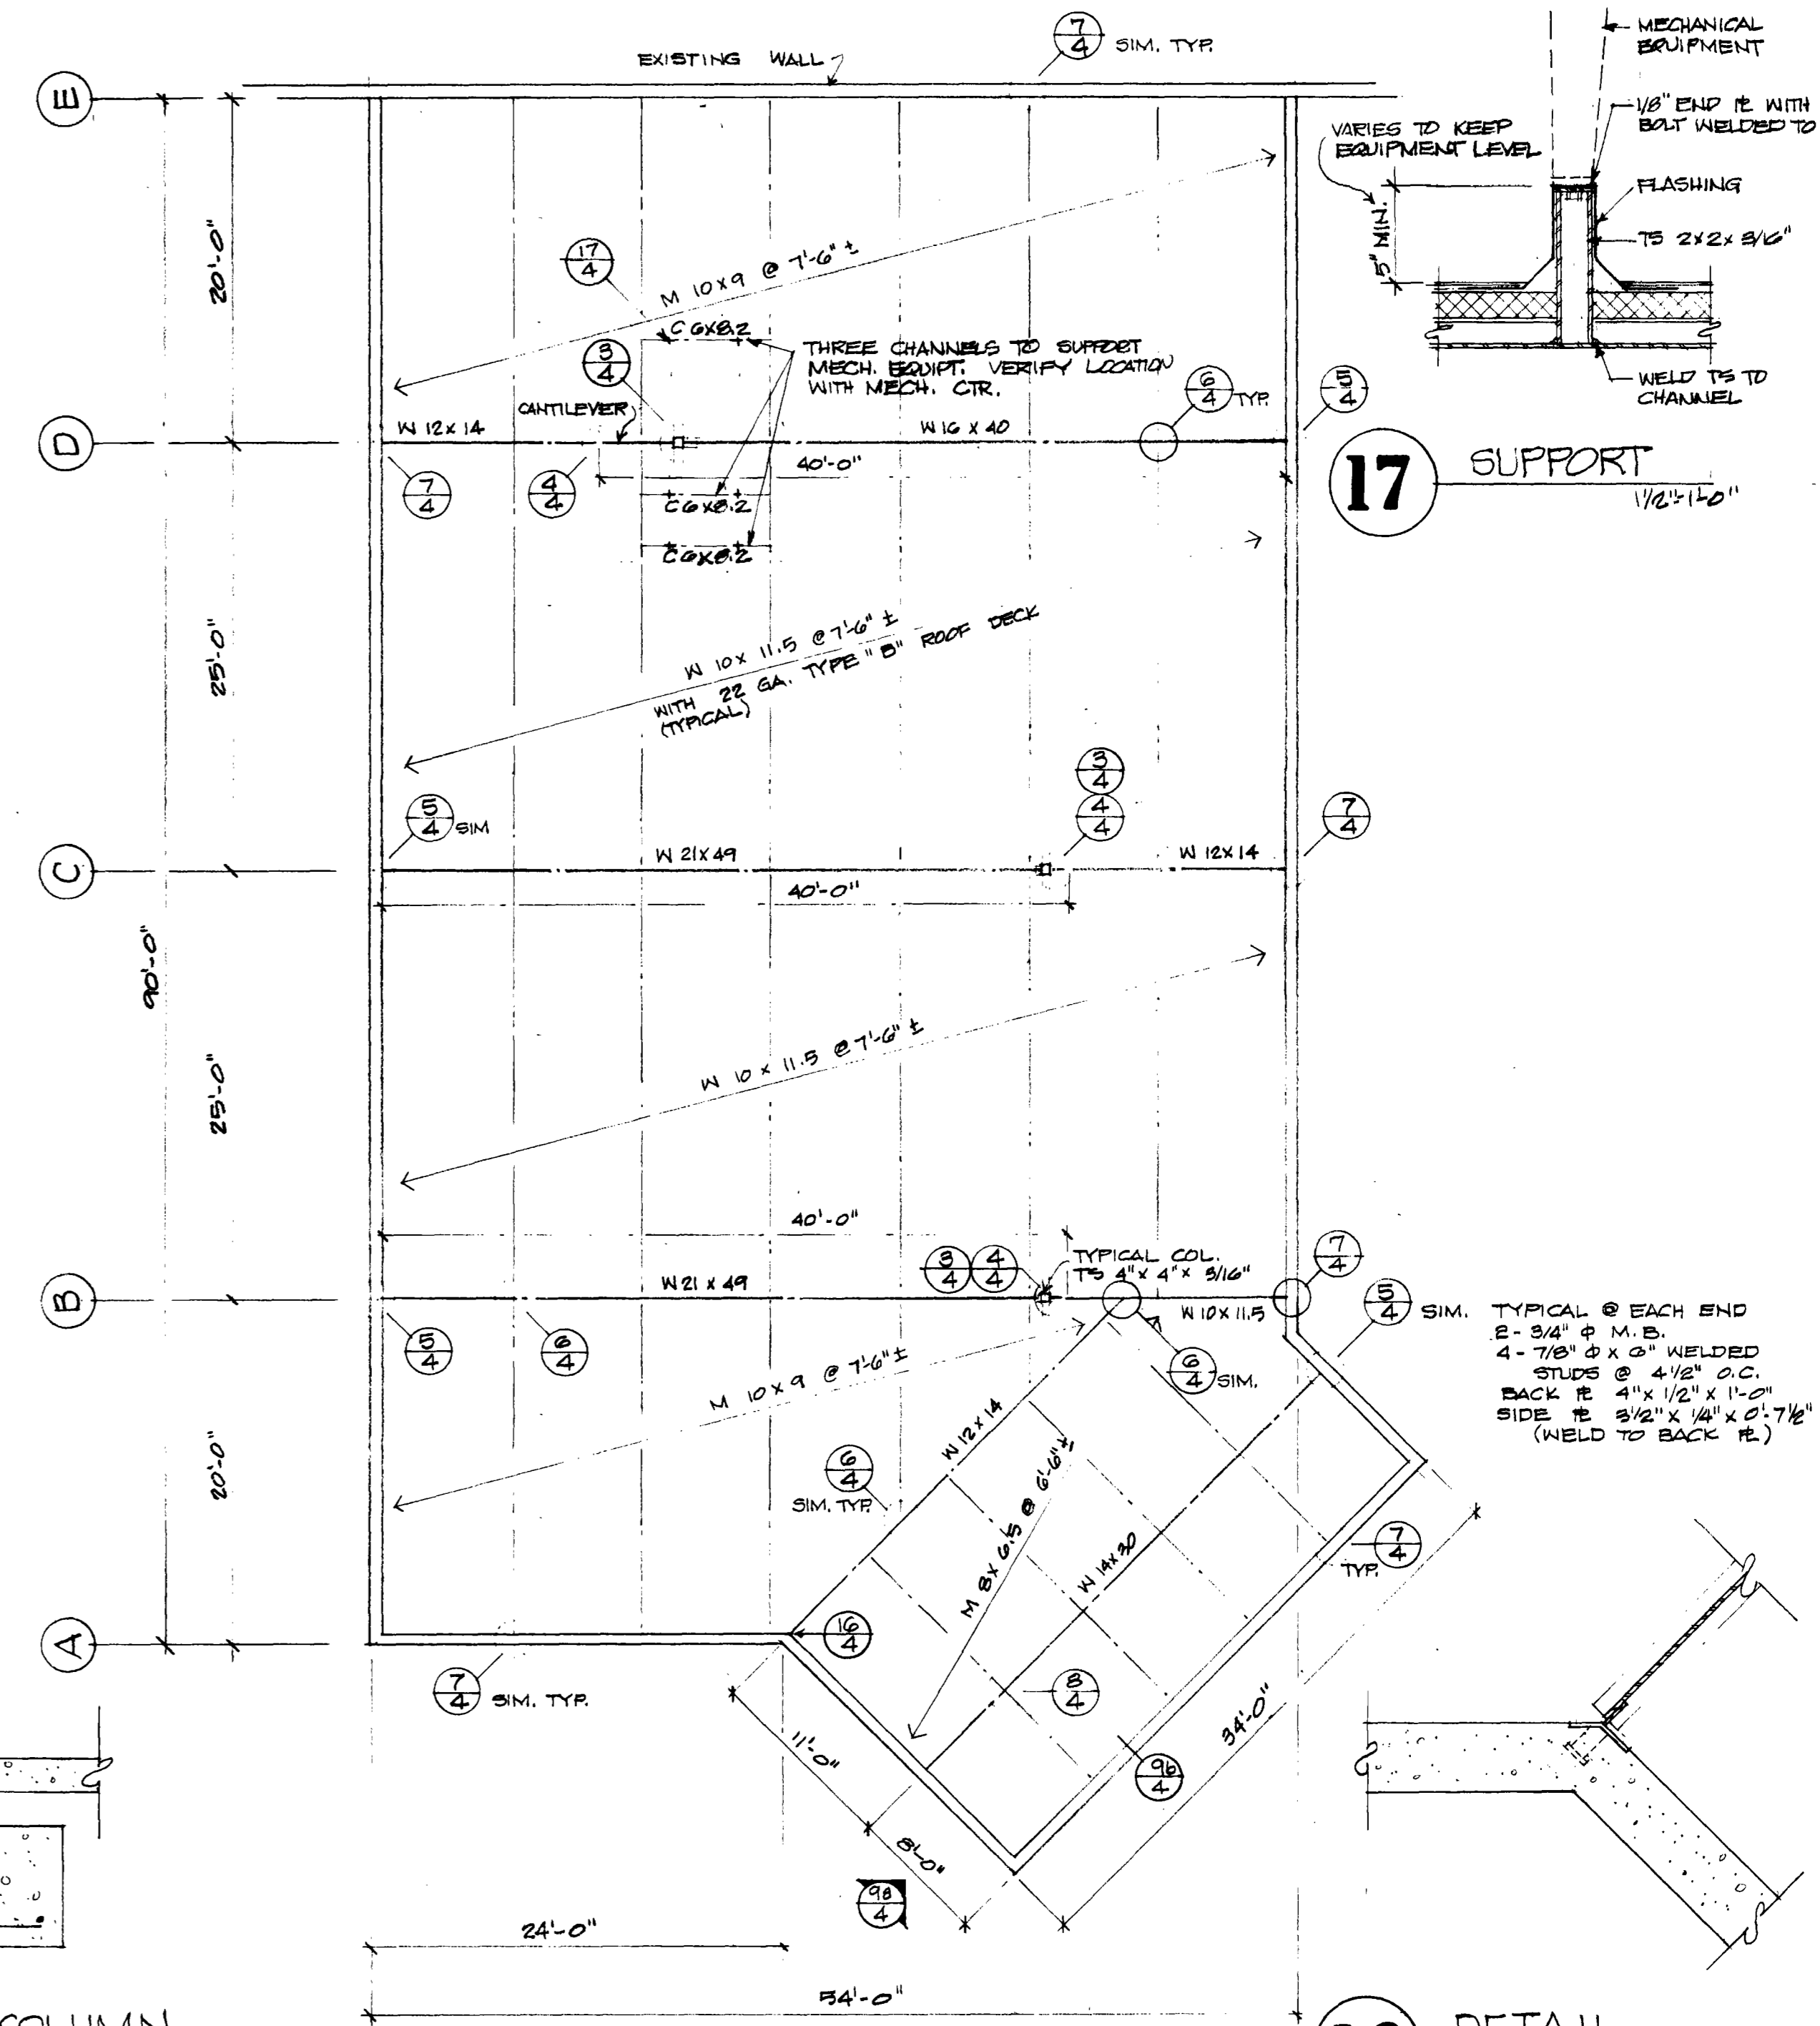 EXISTING WALL
7
4
SIM. TYP.
MECHANICAL
EQUIPMENT
1/8" END PL WITH
BOLT WELDED TO
VARIES TO KEEP
EQUIPMENT LEVEL
FLASHING
5" MIN.
TS 2x2x 3/16"
WELD TS TO
CHANNEL
17
SUPPORT
1 1/2"=1'-0"
E
20'-0"
17
4
M 10x9 @ 7'-6" ±
C 6x8.2
3
4
THREE CHANNELS TO SUPPORT
MECH. EQUIPT. VERIFY LOCATION
WITH MECH. CTR.
6
4
TYP.
5
4
CANTILEVER
D
W 12x14
W 16 x 40
40'-0"
7
4
4
4
C 6x8.2
C 6x8.2
25'-0"
W 10x 11.5 @ 7'-6" ±
WITH 22 GA. TYPE "B" ROOF DECK
(TYPICAL)
5
4
SIM
3
4
4
4
7
4
C
W 21x49
W 12x14
40'-0"
90'-0"
W 10 x 11.5 @ 7'-6" ±
25'-0"
40'-0"
3
4
4
4
TYPICAL COL.
TS 4" x 4" x 3/16"
7
4
B
W 21 x 49
W 10x 11.5
5
4
SIM.
TYPICAL @ EACH END
2- 3/4" φ M.B.
4- 7/8" φ x 6" WELDED
STUDS @ 4 1/2" O.C.
BACK PL 4" x 1/2" x 1'-0"
SIDE PL 3 1/2" x 1/4" x 0'-7 1/2"
(WELD TO BACK PL)
5
4
6
4
6
4
SIM.
M 10x9 @ 7'-6" ±
W 12x14
20'-0"
6
4
SIM. TYP.
M 8x 6.5 @ 6'-6" ±
W 14x30
7
4
TYP.
A
16
4
7
4
SIM. TYP.
8
4
11'-0"
34'-0"
9b
4
8'-0"
4
24'-0"
54'-0"
COLUMN
DETAIL